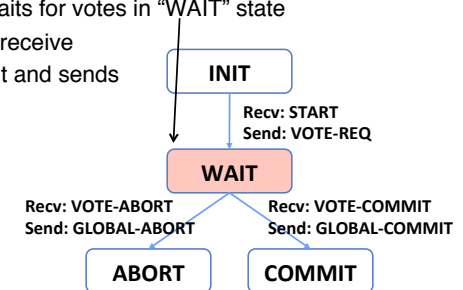 aits for votes in “WAIT” state
receive
t and sends
INIT
Recv: START
Send: VOTE-REQ
WAIT
Recv: VOTE-ABORT
Send: GLOBAL-ABORT
Recv: VOTE-COMMIT
Send: GLOBAL-COMMIT
ABORT
COMMIT